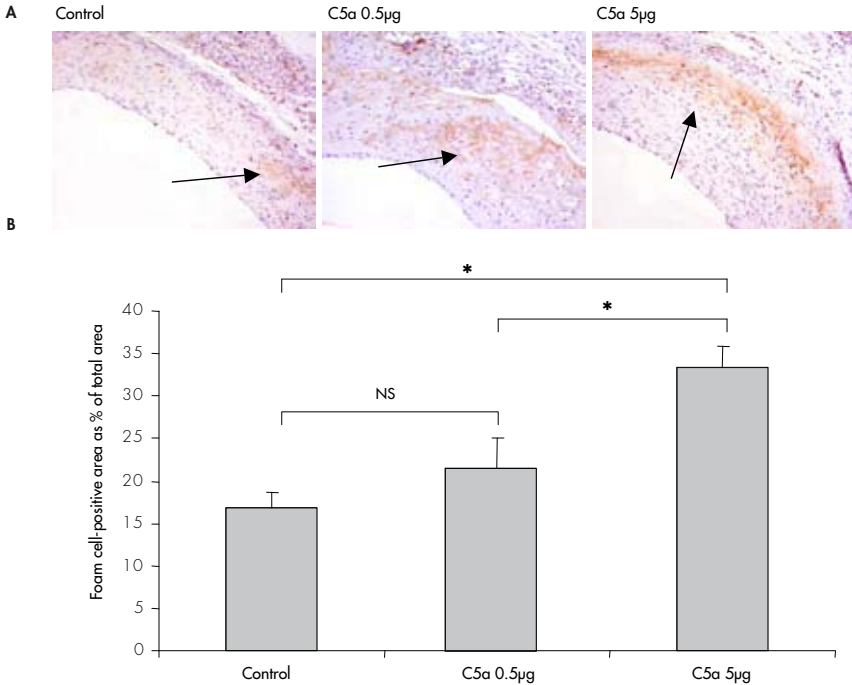 A
Control
C5a 0.5µg
C5a 5µg
B
*
*
NS
Foam cell-positive area as % of total area
40
35
30
25
20
15
10
5
0
Control
C5a 0.5µg
C5a 5µg